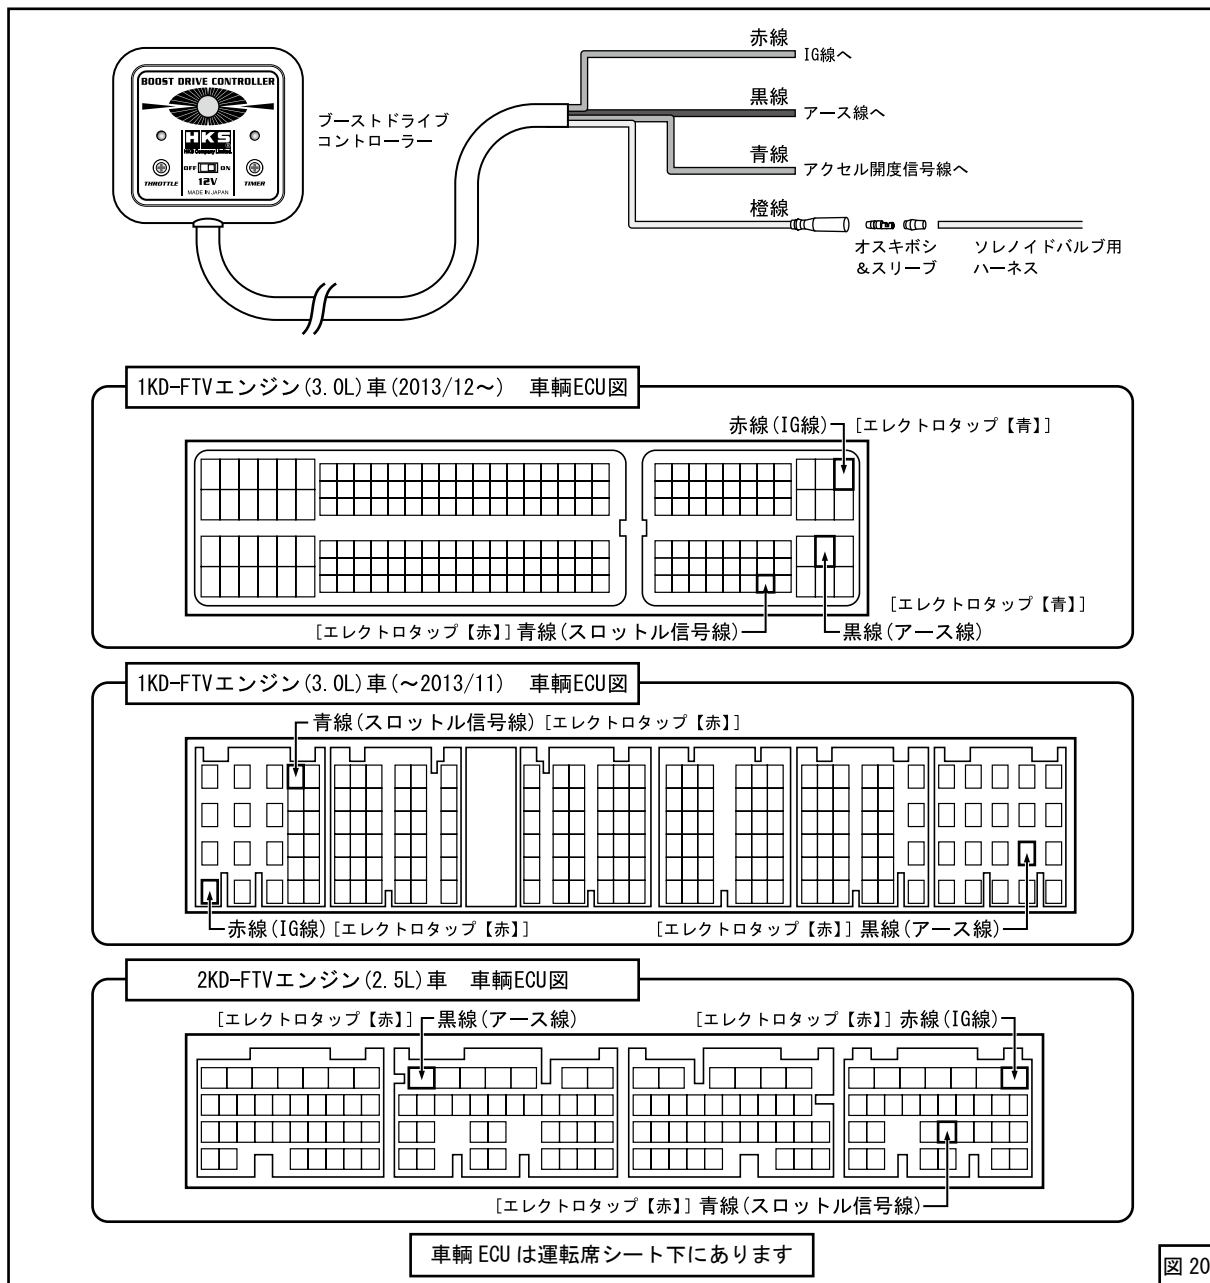 赤線
IG線へ
BOOST DRIVE CONTROLLER
HKS
HKS Company Limited.
OFF ON
12V
THROTTLE
TIMER
MADE IN JAPAN
ブーストドライブ
コントローラー
黒線
アース線へ
青線
アクセル開度信号線へ
橙線
オスギボシ
&スリーブ
ソレノイドバルブ用
ハーネス
1KD-FTVエンジン(3.0L)車(2013/12~) 車輌ECU図
赤線(IG線) [エレクトロタップ【青】]
[エレクトロタップ【青】]
[エレクトロタップ【赤】] 青線(スロットル信号線)
黒線(アース線)
1KD-FTVエンジン(3.0L)車(~2013/11) 車輌ECU図
青線(スロットル信号線) [エレクトロタップ【赤】]
赤線(IG線) [エレクトロタップ【赤】]
[エレクトロタップ【赤】] 黒線(アース線)
2KD-FTVエンジン(2.5L)車 車輌ECU図
[エレクトロタップ【赤】] 黒線(アース線)
[エレクトロタップ【赤】] 赤線(IG線)
[エレクトロタップ【赤】] 青線(スロットル信号線)
車輌 ECU は運転席シート下にあります
図 20